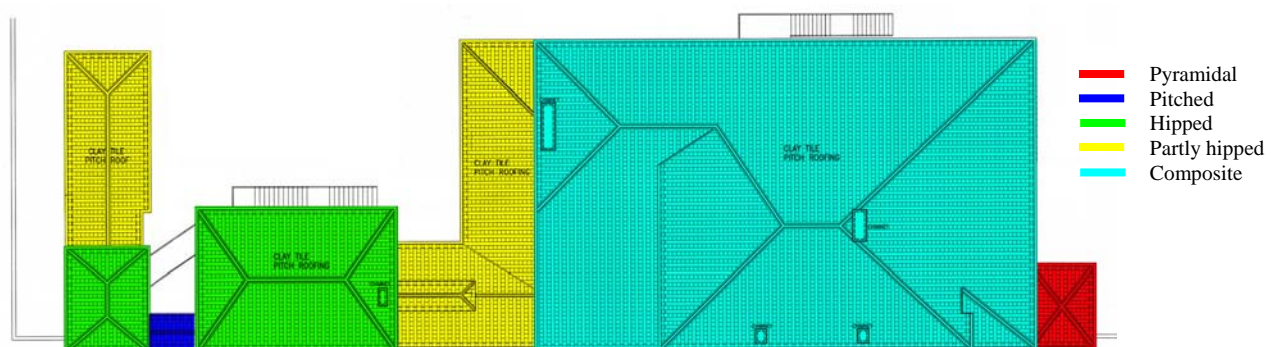 CLAY TILE
PITCH ROOF
CLAY TILE
PITCH ROOFING
CLAY TILE
PITCH ROOFING
CLAY TILE
PITCH ROOFING
Pyramidal
Pitched
Hipped
Partly hipped
Composite